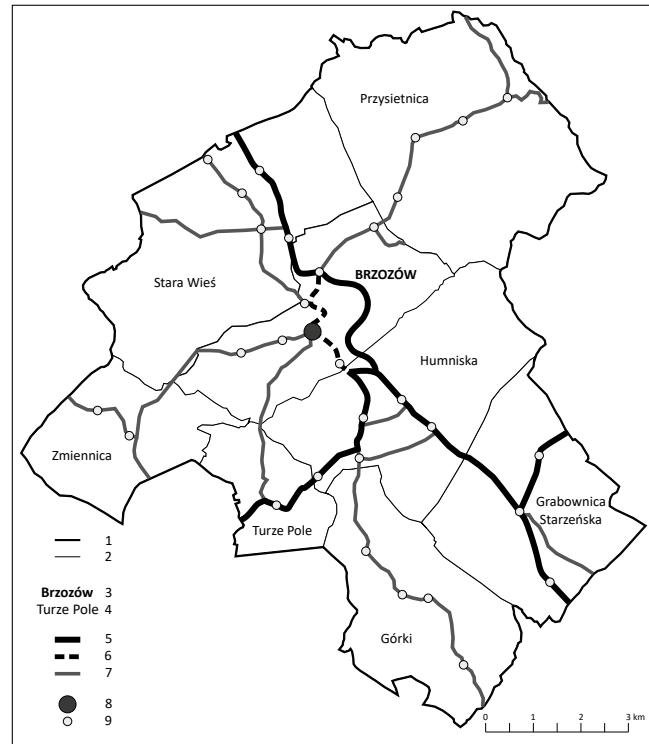 Przysietnica
BRZOZÓW
Stara Wieś
Humniska
Zmiennica
Grabownica
Starzeńska
Turze Pole
Górki
1
2
Brzozów 3
Turze Pole 4
5
6
7
8
9
0 1 2 3 km